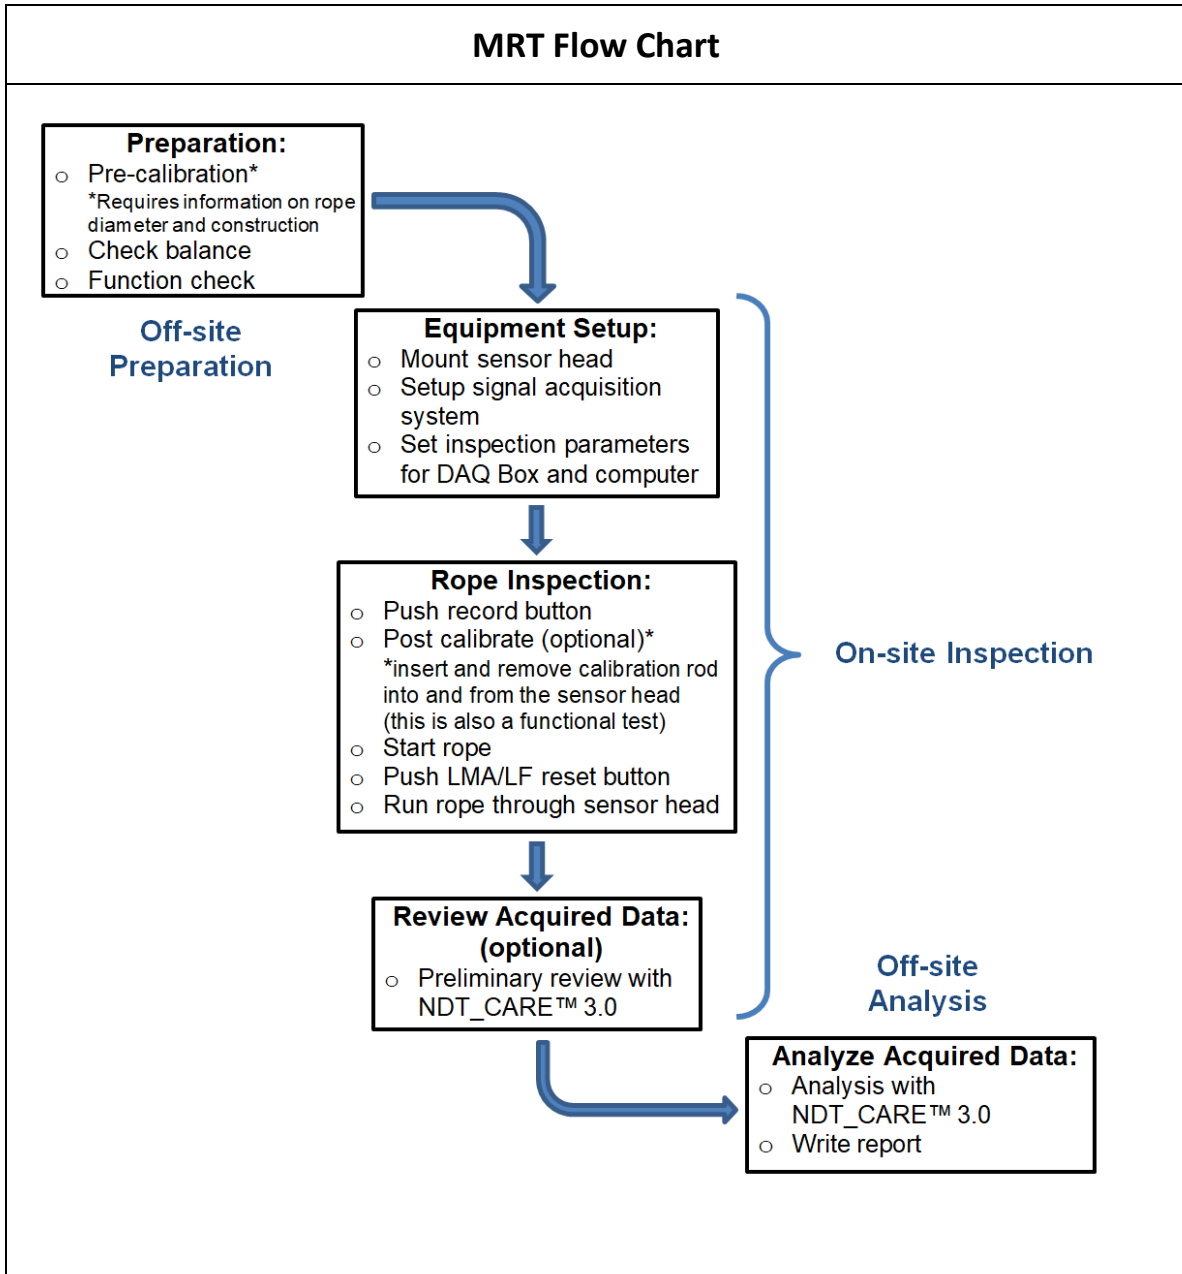 MRT Flow Chart
Preparation:
o Pre-calibration*
*Requires information on rope
diameter and construction
o Check balance
o Function check
Off-site
Preparation
Equipment Setup:
o Mount sensor head
o Setup signal acquisition
system
o Set inspection parameters
for DAQ Box and computer
Rope Inspection:
o Push record button
o Post calibrate (optional)*
*insert and remove calibration rod
into and from the sensor head
(this is also a functional test)
o Start rope
o Push LMA/LF reset button
o Run rope through sensor head
On-site Inspection
Review Acquired Data:
(optional)
o Preliminary review with
NDT_CARE™ 3.0
Off-site
Analysis
Analyze Acquired Data:
o Analysis with
NDT_CARE™ 3.0
o Write report